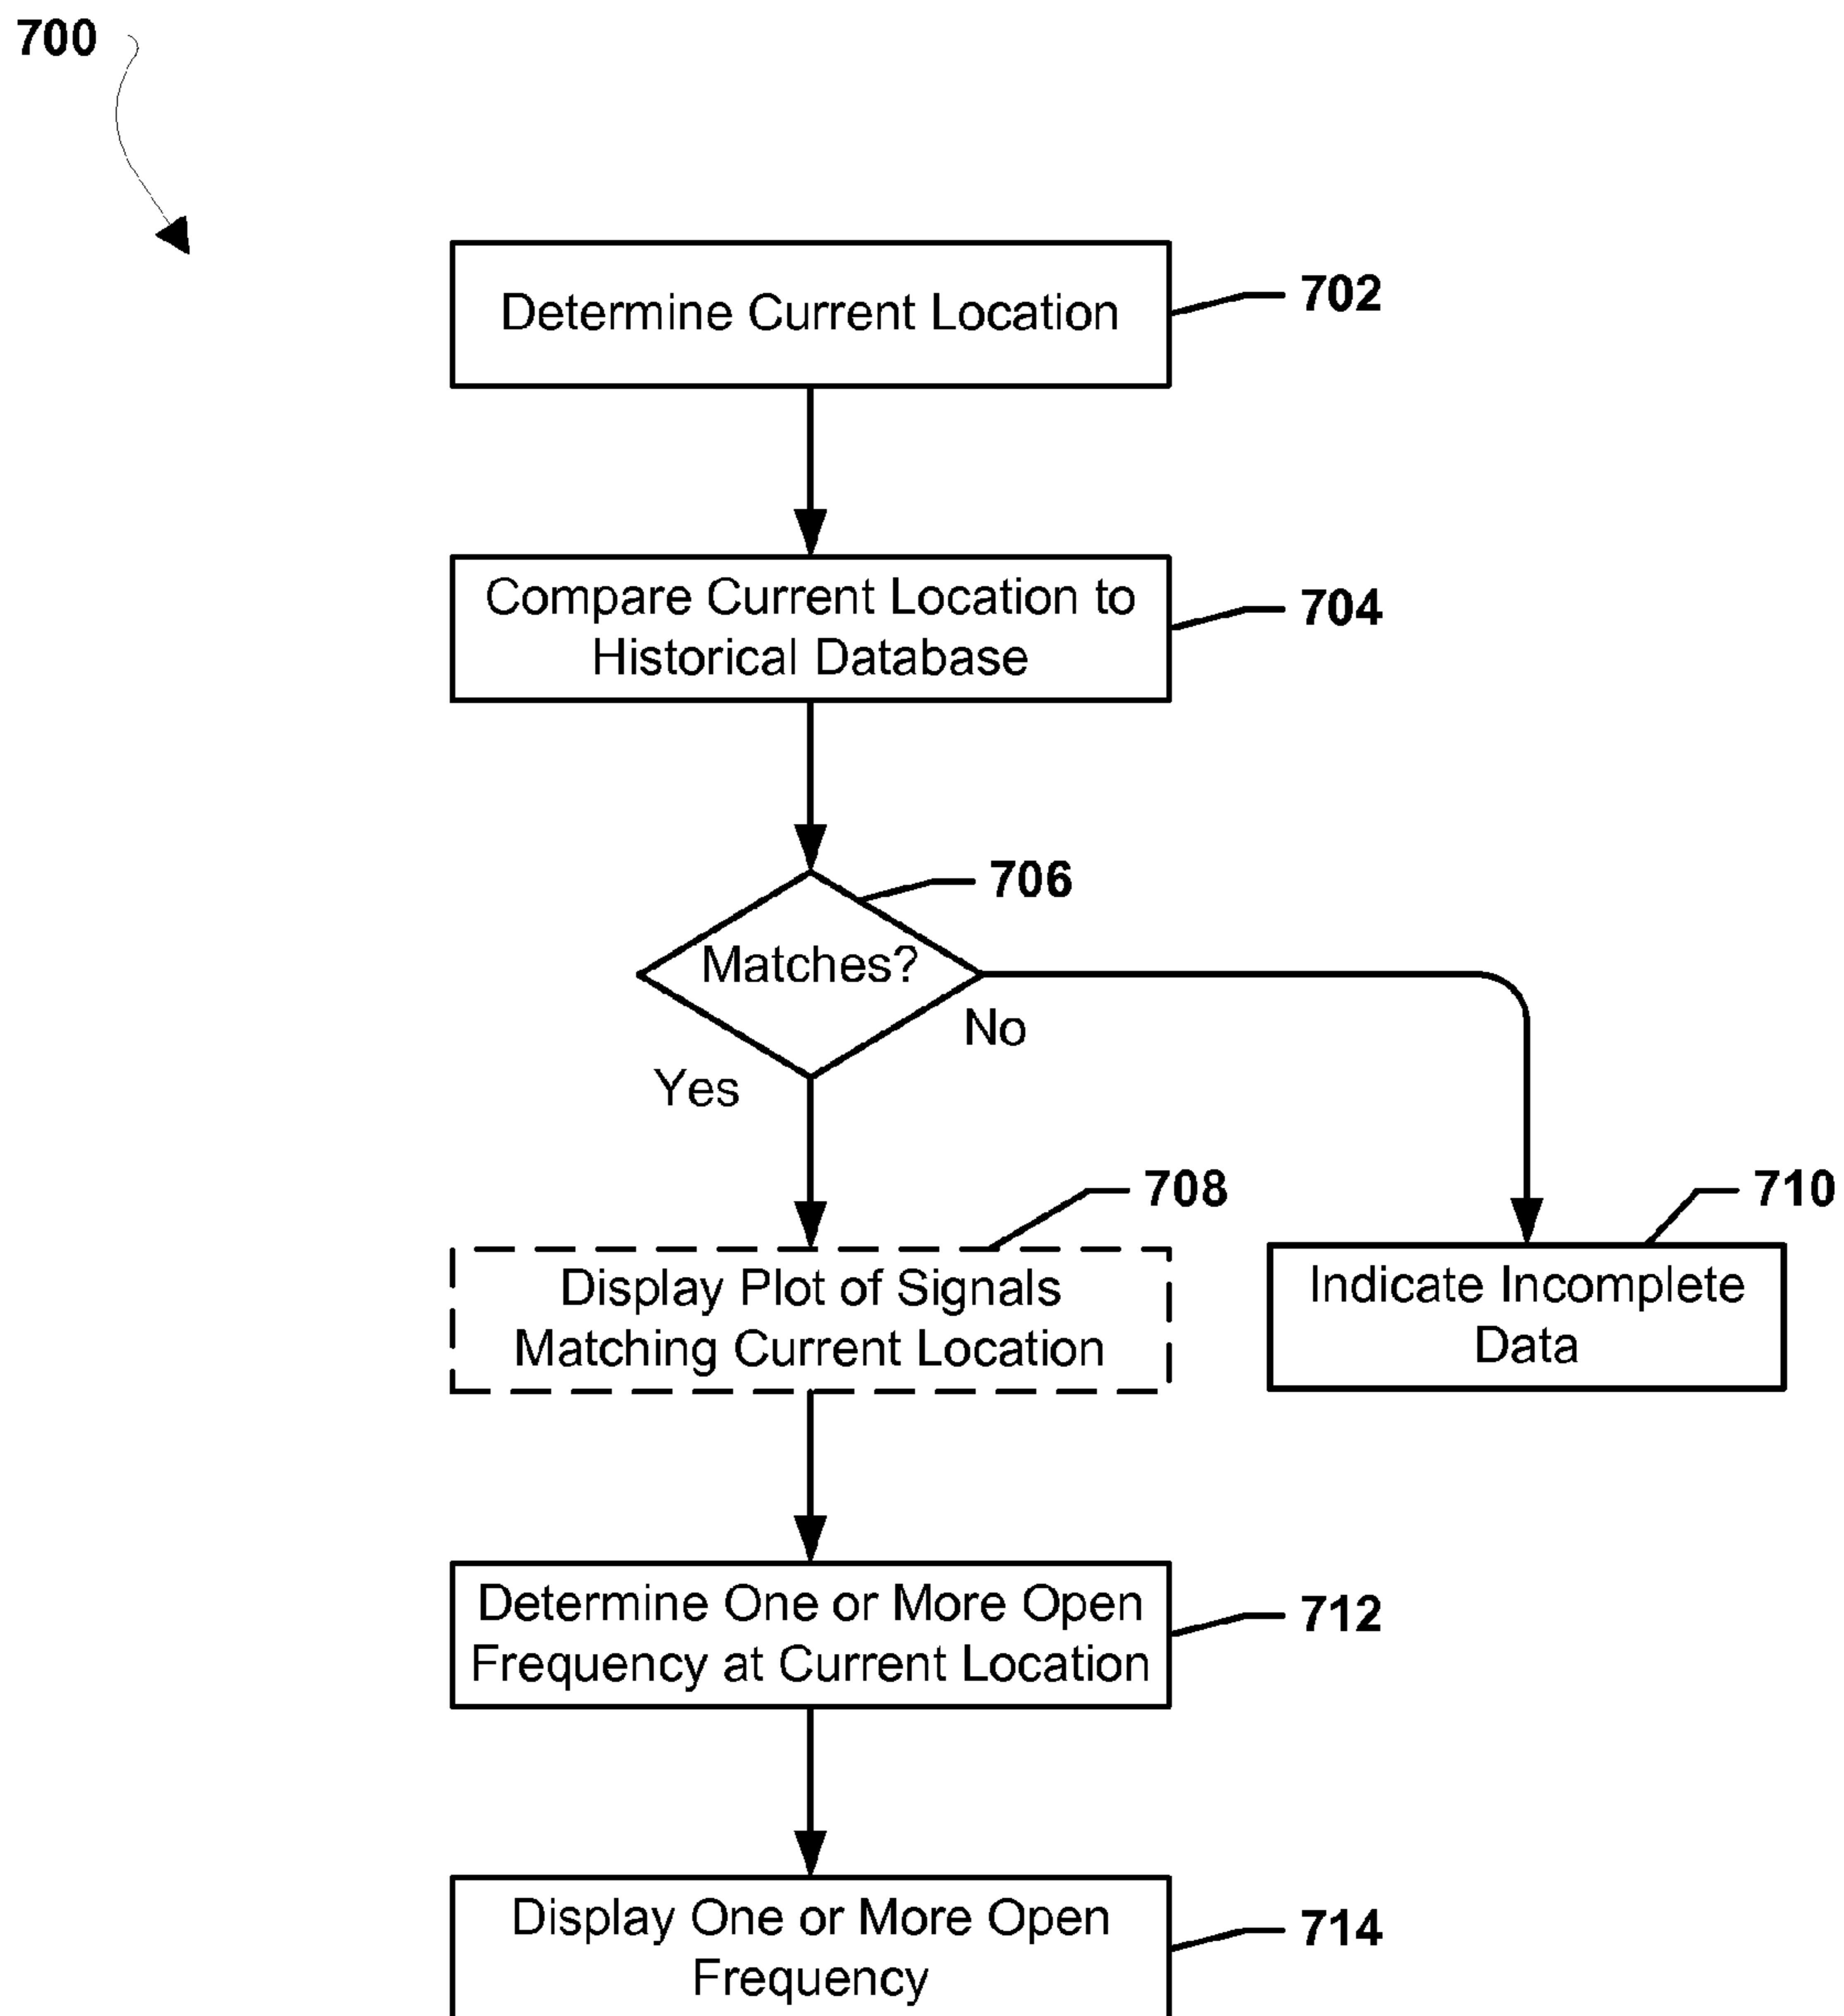 700
Determine Current Location
702
Compare Current Location to
Historical Database
704
706
Matches?
No
Yes
708
710
Display Plot of Signals
Matching Current Location
Indicate Incomplete
Data
Determine One or More Open
Frequency at Current Location
712
Display One or More Open
Frequency
714